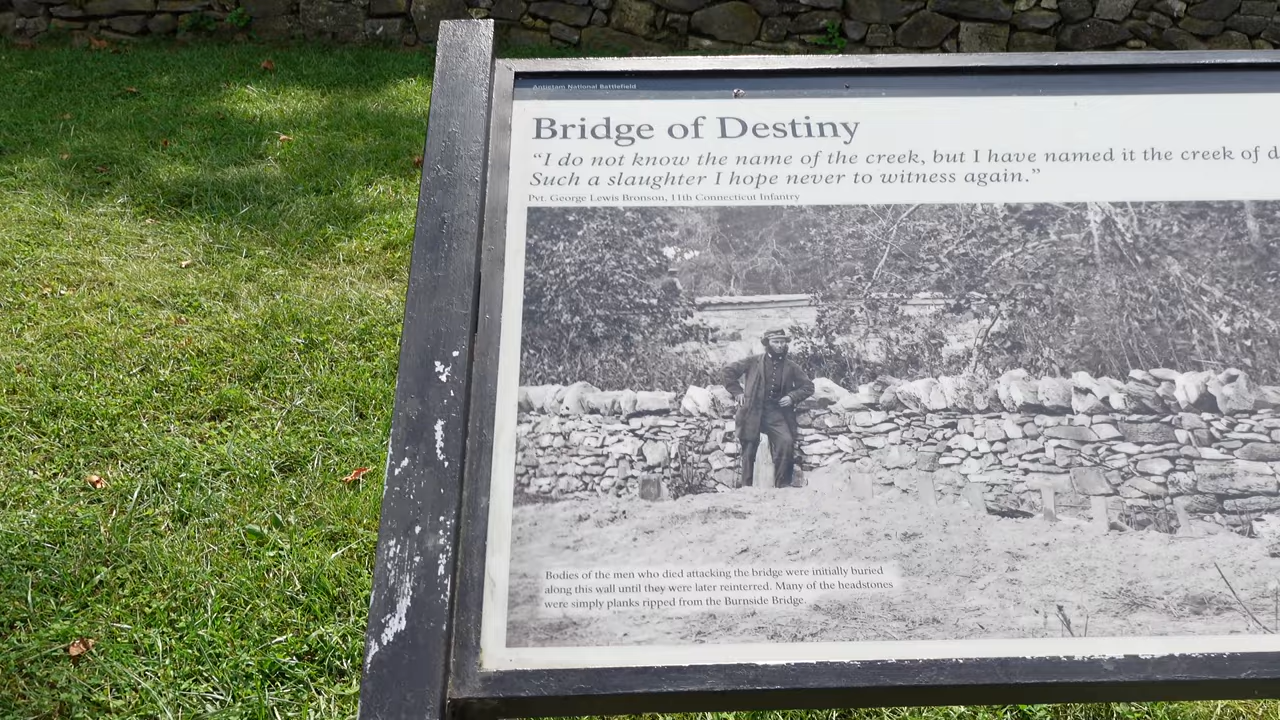 Antietam National Battlefield
Bridge of Destiny
“I do not know the name of the creek, but I have named it the creek of d
Such a slaughter I hope never to witness again.”
Pvt. George Lewis Bronson, 11th Connecticut Infantry
Bodies of the men who died attacking the bridge were initially buried
along this wall until they were later reinterred. Many of the headstones
were simply planks ripped from the Burnside Bridge.